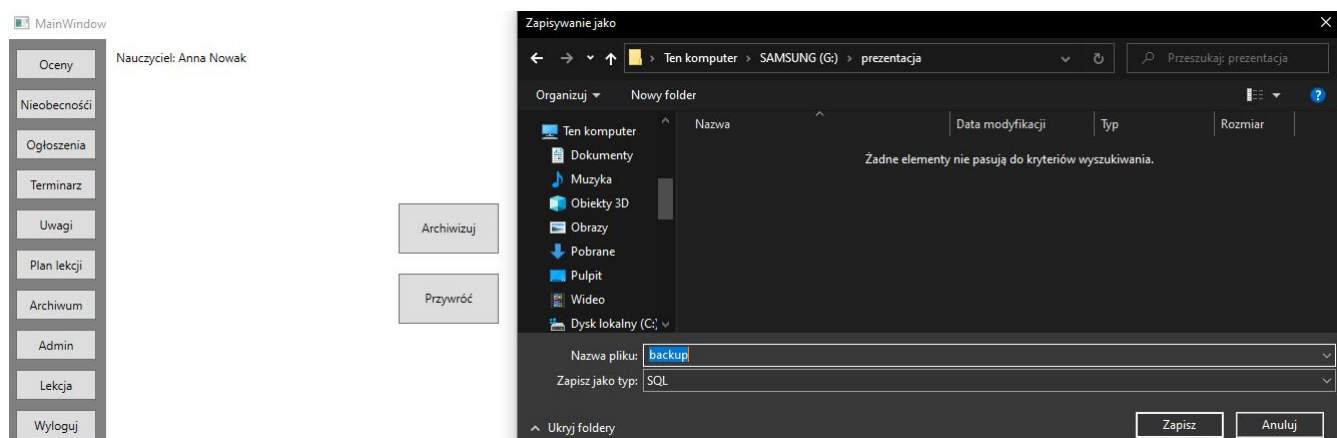 MainWindow
Nauczyciel: Anna Nowak
Oceny
Nieobecnośći
Ogłoszenia
Terminarz
Uwagi
Plan lekcji
Archiwum
Admin
Lekcja
Wyloguj
Archiwizuj
Przywróć
Zapisywanie jako
Ten komputer › SAMSUNG (G:) › prezentacja
Przeszukaj: prezentacja
Organizuj
Nowy folder
Ten komputer
Dokumenty
Muzyka
Obiekty 3D
Obrazy
Pobrane
Pulpit
Wideo
Dysk lokalny (C:)
Nazwa
Data modyfikacji
Typ
Rozmiar
Żadne elementy nie pasują do kryteriów wyszukiwania.
Nazwa pliku: backup
Zapisz jako typ: SQL
Ukryj foldery
Zapisz
Anuluj